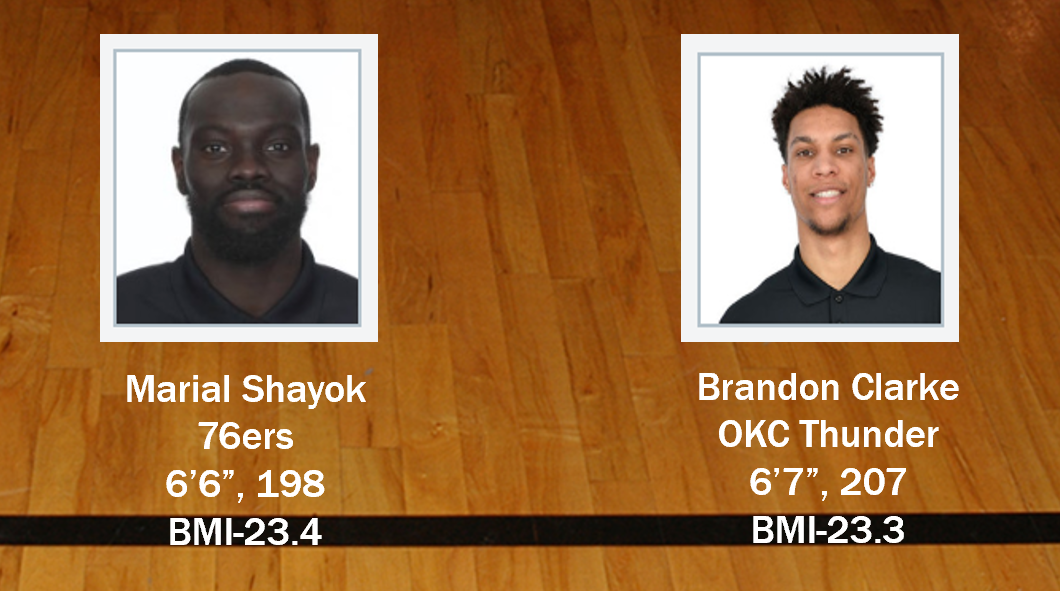 Marial Shayok
76ers
6’6”, 198
BMI-23.4
Brandon Clarke
OKC Thunder
6’7”, 207
BMI-23.3